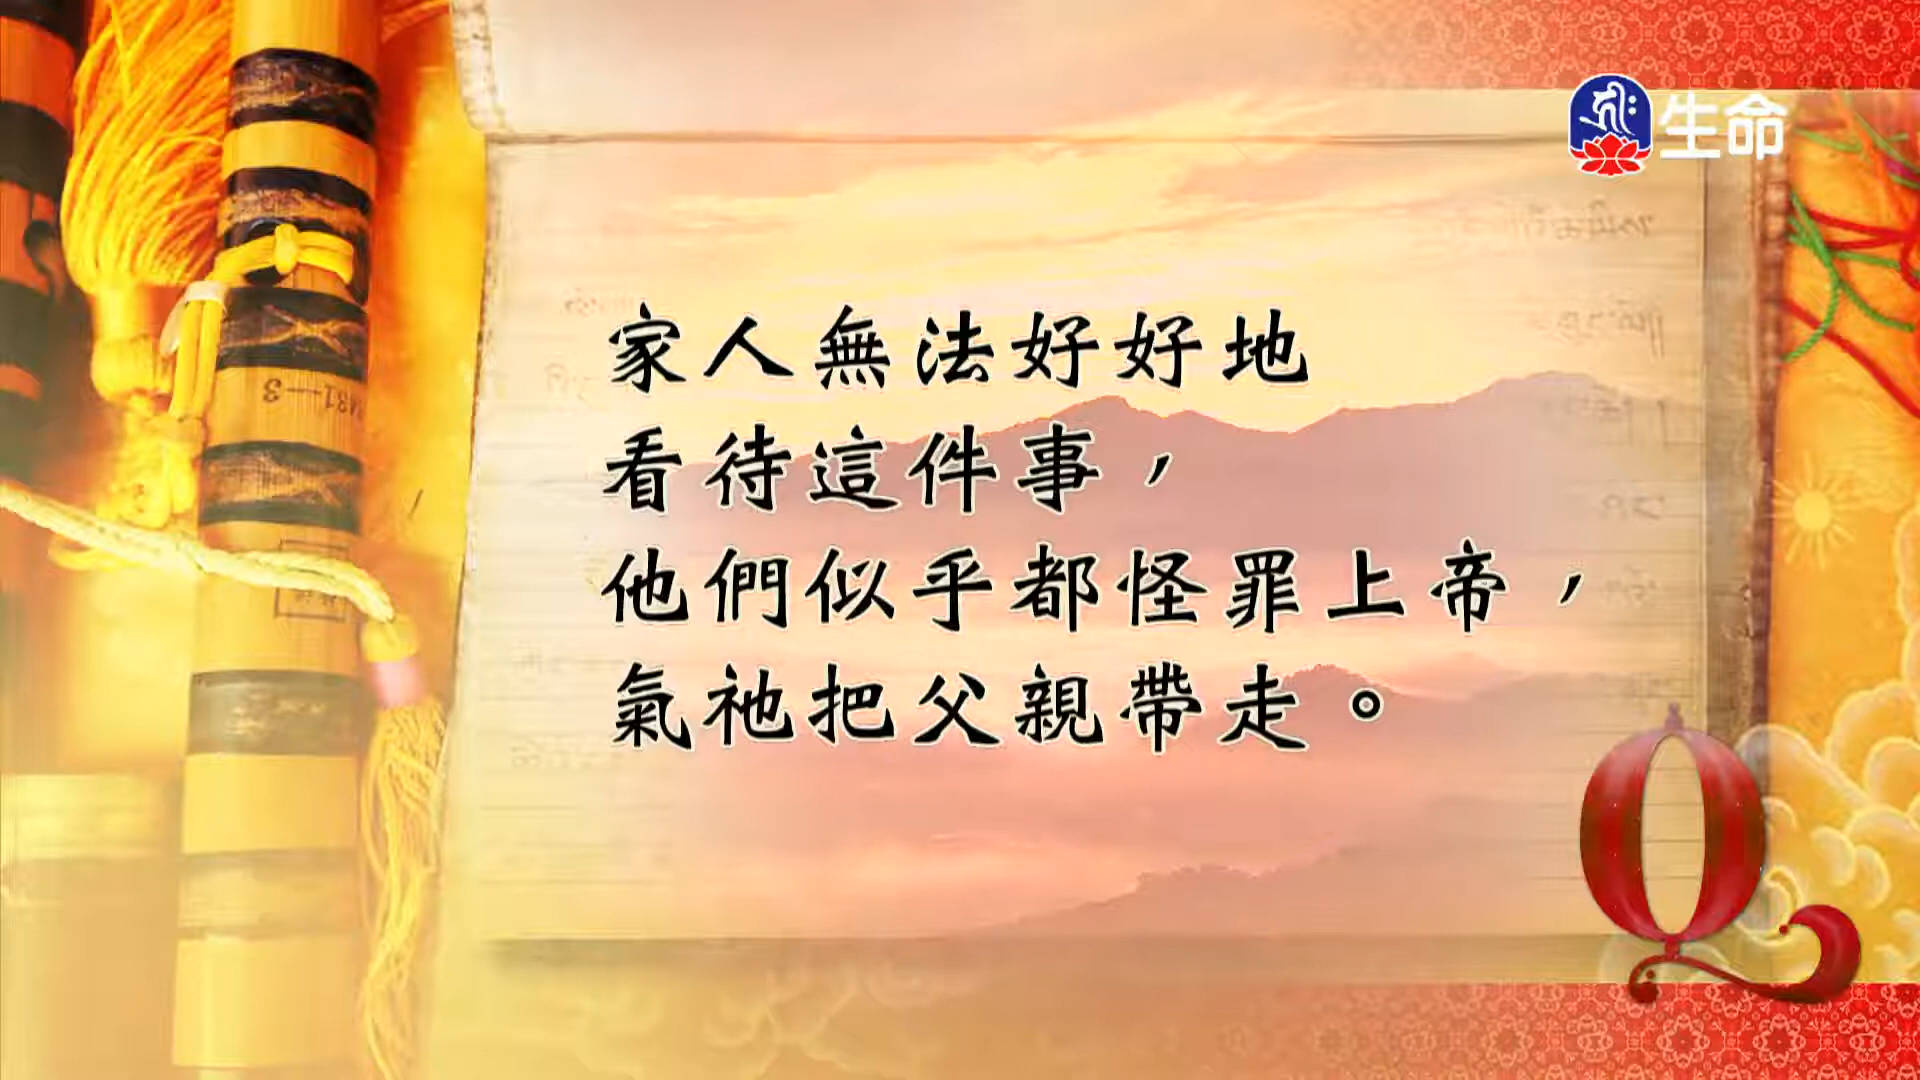 生命
家人無法好好地
看待這件事，
他們似乎都怪罪上帝，
氣祂把父親帶走。
Q